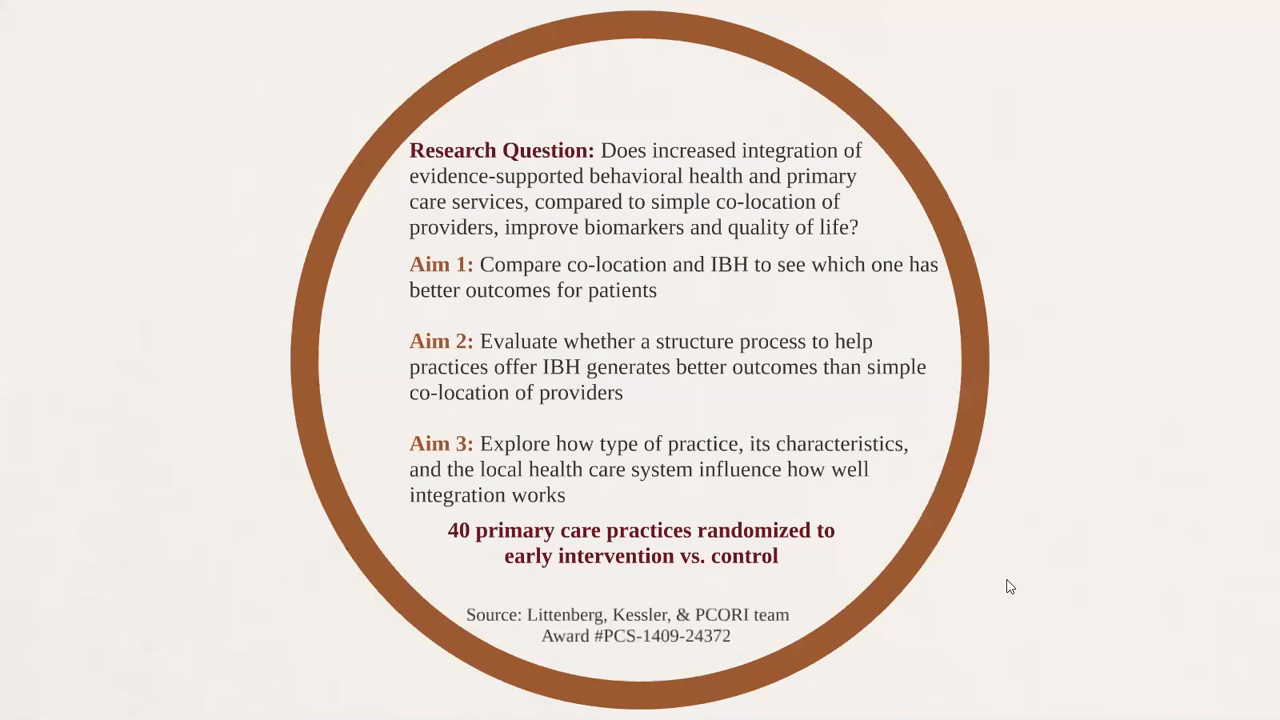 Research Question: Does increased integration of
evidence-supported behavioral health and primary
care services, compared to simple co-location of
providers, improve biomarkers and quality of life?
Aim 1: Compare co-location and IBH to see which one has
better outcomes for patients
Aim 2: Evaluate whether a structure process to help
practices offer IBH generates better outcomes than simple
co-location of providers
Aim 3: Explore how type of practice, its characteristics,
and the local health care system influence how well
integration works
40 primary care practices randomized to
early intervention vs. control
Source: Littenberg, Kessler, & PCORI team
Award #PCS-1409-24372